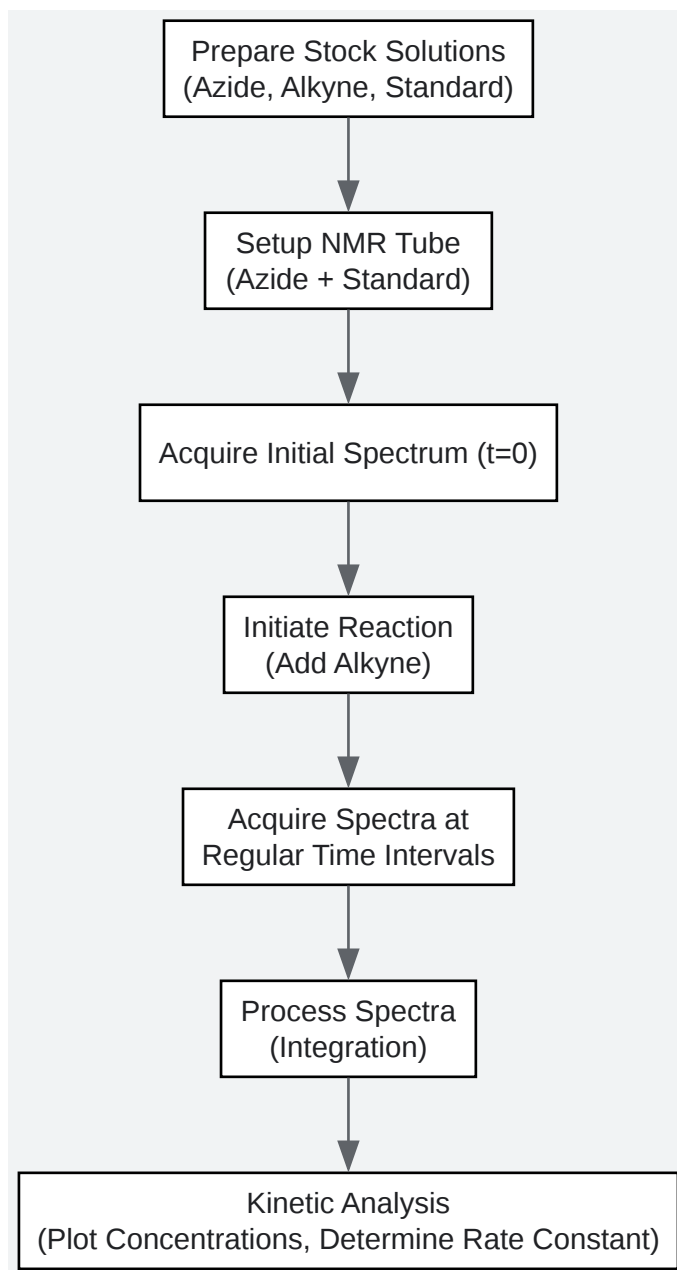 Prepare Stock Solutions
(Azide, Alkyne, Standard)
Setup NMR Tube
(Azide + Standard)
Acquire Initial Spectrum (t=0)
Initiate Reaction
(Add Alkyne)
Acquire Spectra at
Regular Time Intervals
Process Spectra
(Integration)
Kinetic Analysis
(Plot Concentrations, Determine Rate Constant)